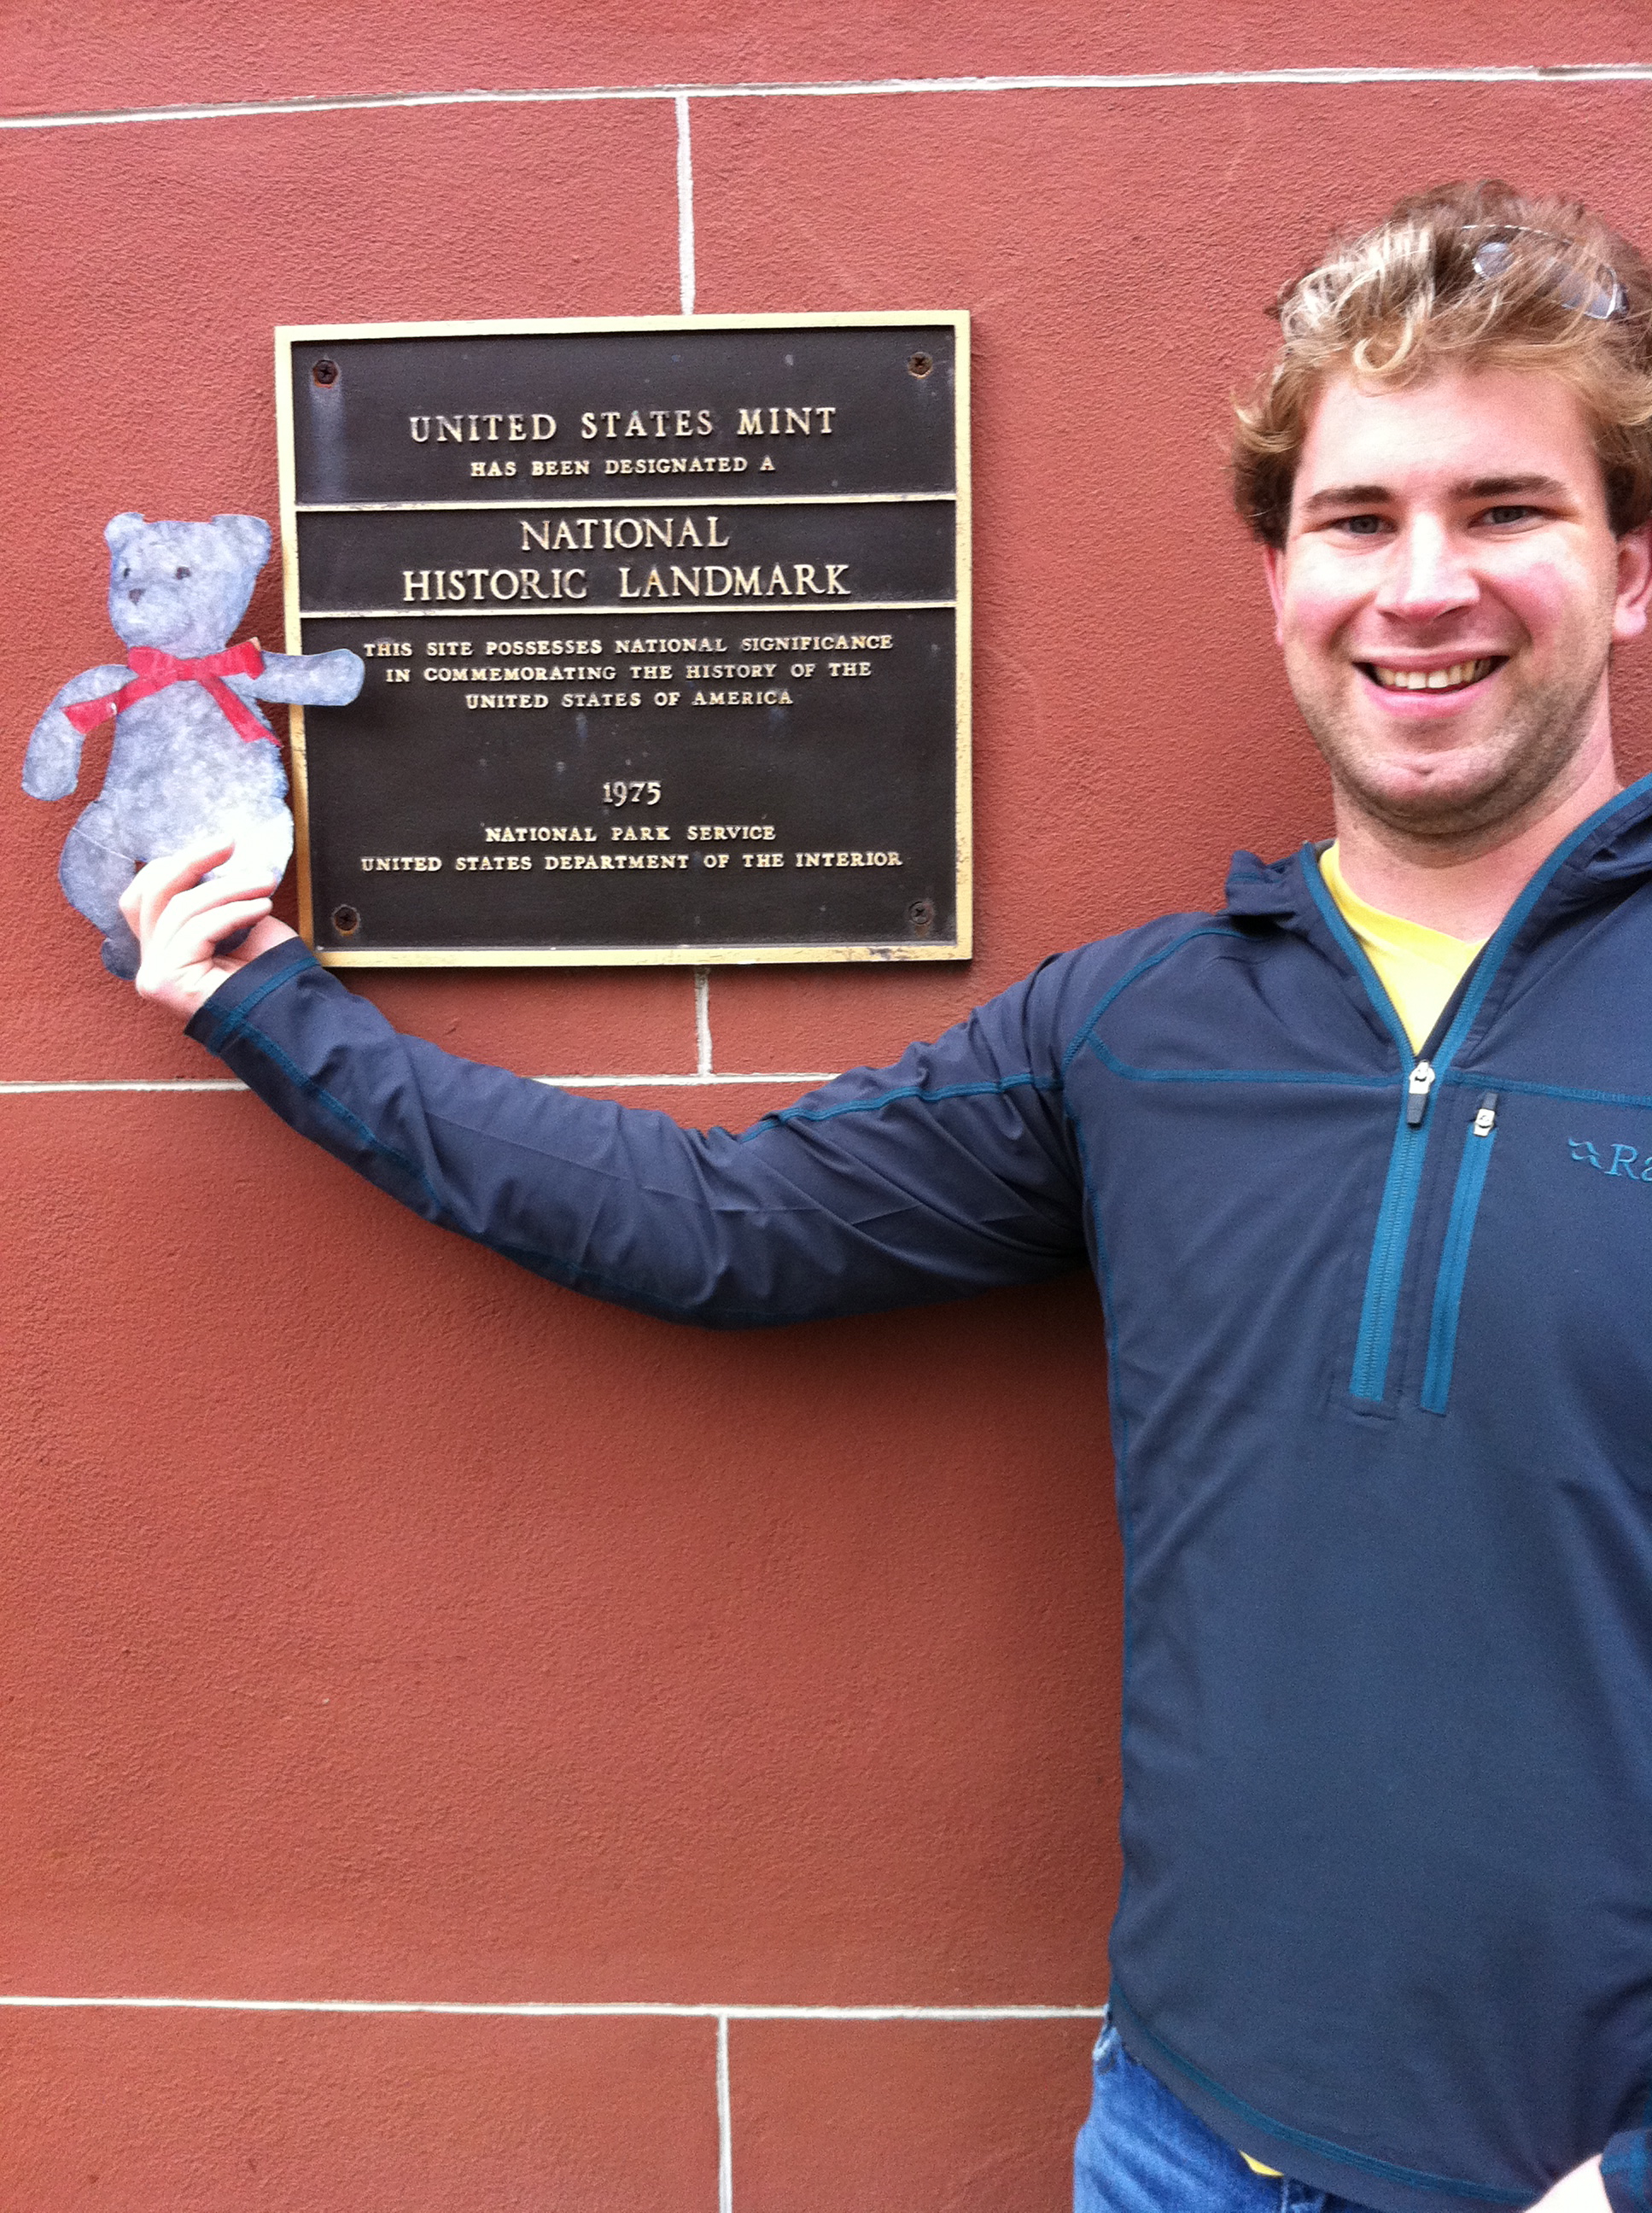 UNITED STATES MINT
HAS BEEN DESIGNATED A
NATIONAL
HISTORIC LANDMARK
THIS SITE POSSESSES NATIONAL SIGNIFICANCE
IN COMMEMORATING THE HISTORY OF THE
UNITED STATES OF AMERICA
1975
NATIONAL PARK SERVICE
UNITED STATES DEPARTMENT OF THE INTERIOR